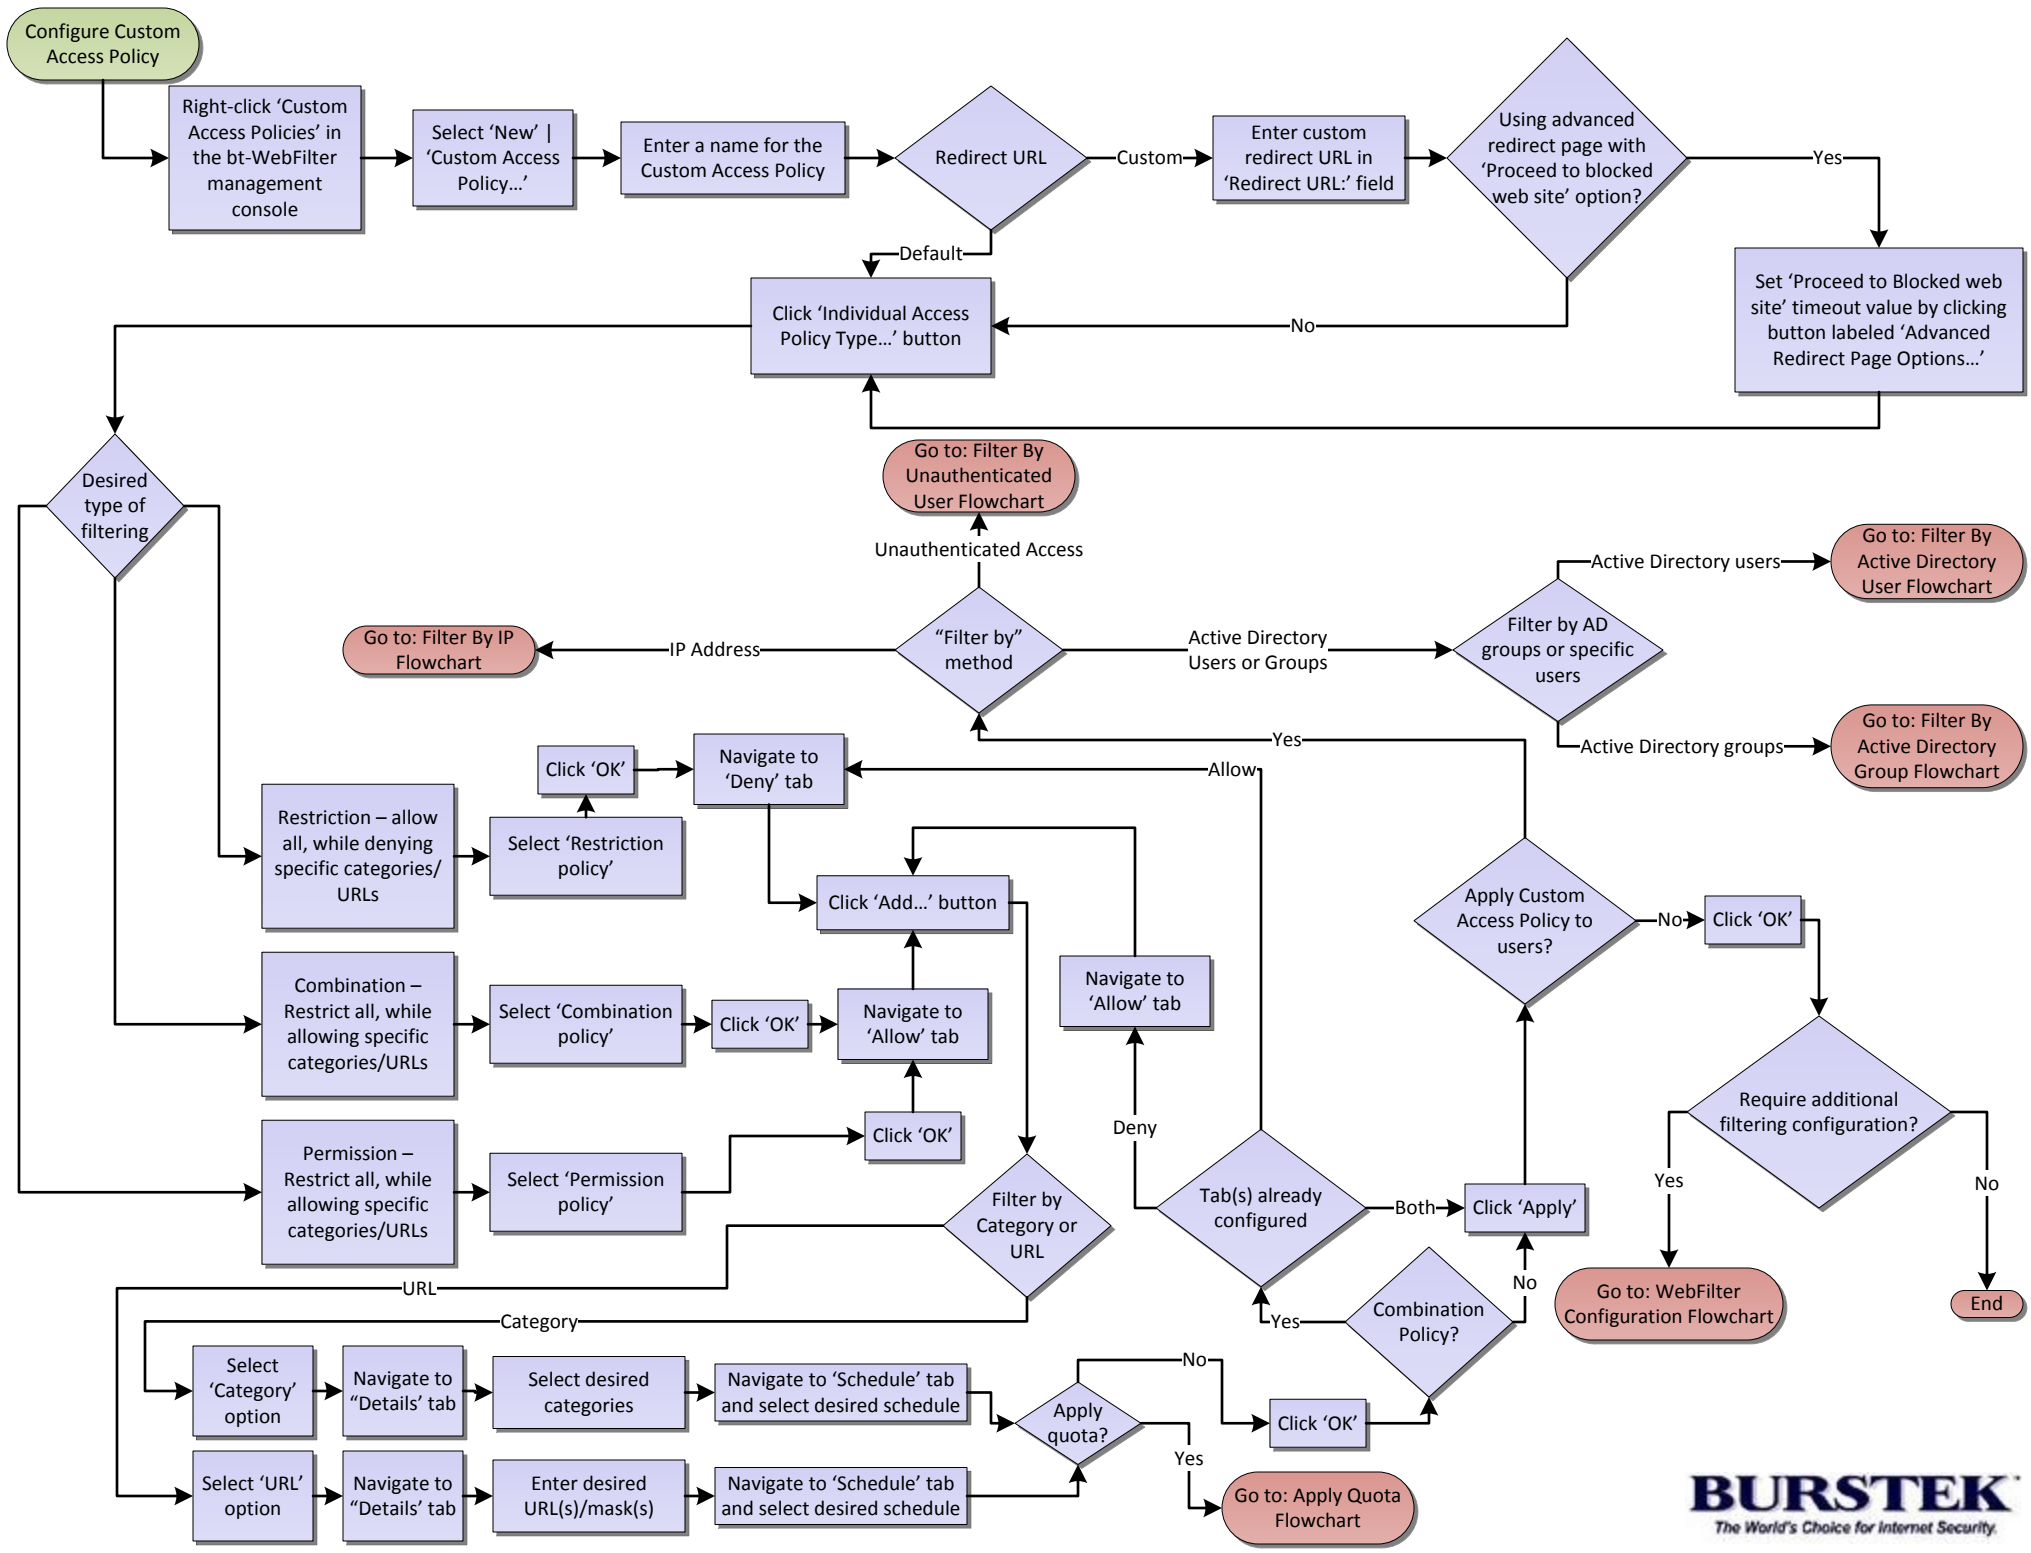 Configure Custom
Access Policy
Right-click ‘Custom
Access Policies’ in
the bt-WebFilter
management
console
Select ‘New’ |
‘Custom Access
Policy…’
Enter a name for the
Custom Access Policy
Redirect URL
Custom
Enter custom
redirect URL in
‘Redirect URL:’ field
Using advanced
redirect page with
‘Proceed to blocked
web site’ option?
Yes
Default
No
Set ‘Proceed to Blocked web
site’ timeout value by clicking
button labeled ‘Advanced
Redirect Page Options…’
Click ‘Individual Access
Policy Type…’ button
Desired
type of
filtering
Go to: Filter By
Unauthenticated
User Flowchart
Unauthenticated Access
Go to: Filter By IP
Flowchart
IP Address
“Filter by”
method
Active Directory
Users or Groups
Filter by AD
groups or specific
users
Active Directory users
Go to: Filter By
Active Directory
User Flowchart
Active Directory groups
Go to: Filter By
Active Directory
Group Flowchart
Yes
Click ‘OK’
Navigate to
‘Deny’ tab
Allow
Restriction – allow
all, while denying
specific categories/
URLs
Select ‘Restriction
policy’
Click ‘Add…’ button
Apply Custom
Access Policy to
users?
No
Click ‘OK’
Combination –
Restrict all, while
allowing specific
categories/URLs
Select ‘Combination
policy’
Click ‘OK’
Navigate to
‘Allow’ tab
Navigate to
‘Allow’ tab
Deny
Require additional
filtering configuration?
Yes
No
Permission –
Restrict all, while
allowing specific
categories/URLs
Select ‘Permission
policy’
Click ‘OK’
Filter by
Category or
URL
Tab(s) already
configured
Both
Click ‘Apply’
Go to: WebFilter
Configuration Flowchart
End
URL
Category
Yes
Combination
Policy?
No
Select
‘Category’
option
Navigate to
“Details’ tab
Select desired
categories
Navigate to ‘Schedule’ tab
and select desired schedule
No
Apply
quota?
Click ‘OK’
Yes
Select ‘URL’
option
Navigate to
“Details’ tab
Enter desired
URL(s)/mask(s)
Navigate to ‘Schedule’ tab
and select desired schedule
Go to: Apply Quota
Flowchart
BURSTEK
The World's Choice for Internet Security.